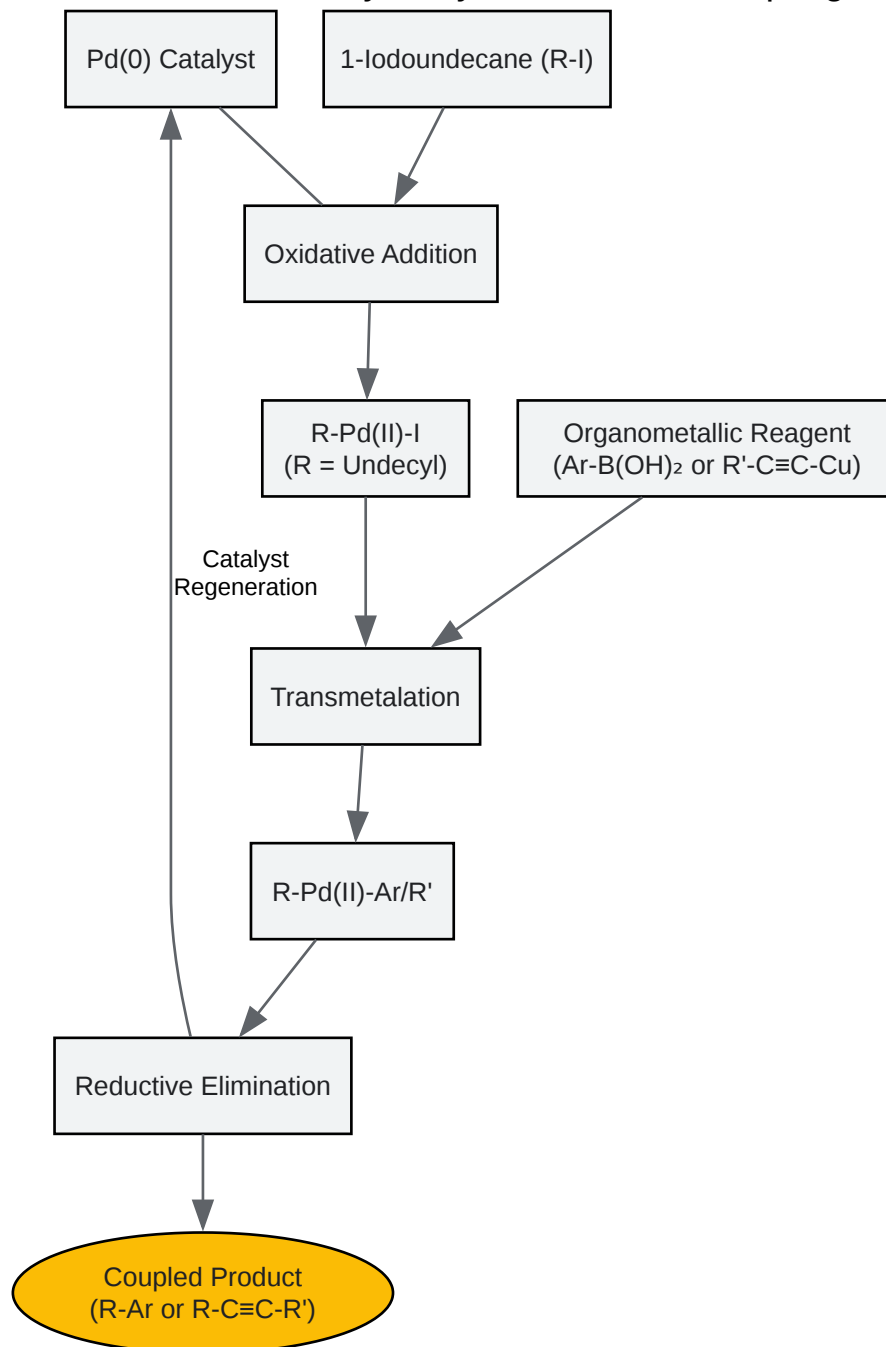 Pd(0) Catalyst
1-Iodoundecane (R-I)
Oxidative Addition
R-Pd(II)-I
(R = Undecyl)
Organometallic Reagent
(Ar-B(OH)₂ or R'-C≡C-Cu)
Catalyst
Regeneration
Transmetalation
R-Pd(II)-Ar/R'
Reductive Elimination
Coupled Product
(R-Ar or R-C≡C-R')